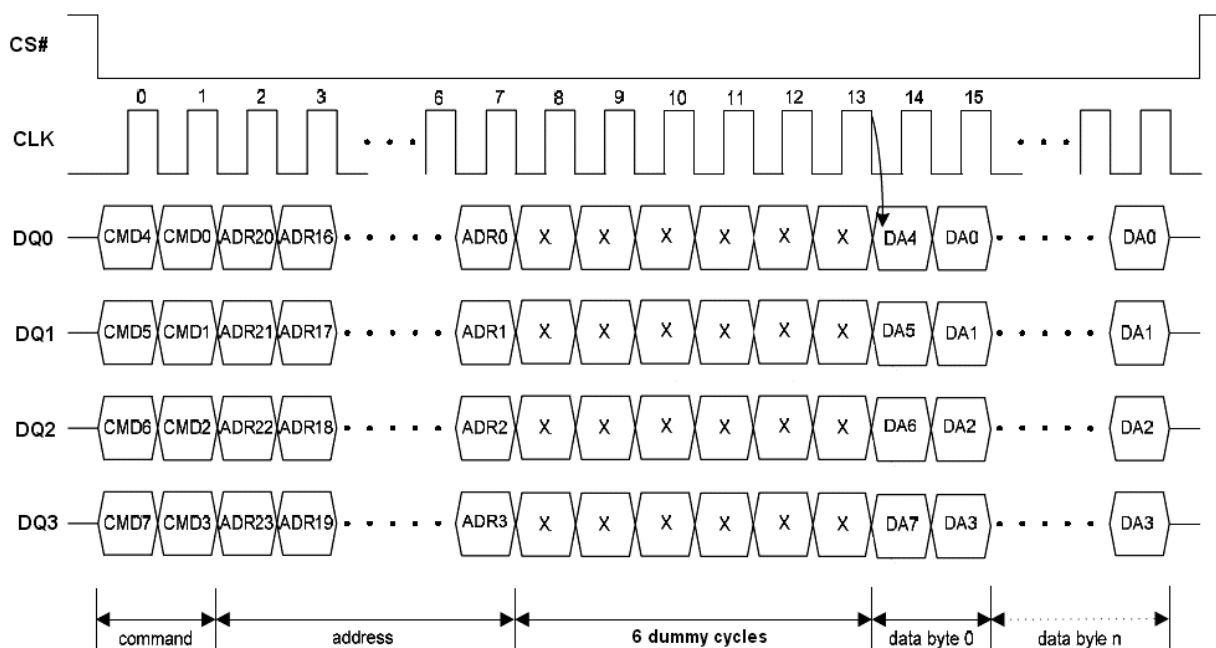 CS#
0 1 2 3 6 7 8 9 10 11 12 13 14 15
CLK
DQ0 CMD4 CMD0 ADR20 ADR16 ADR0 X X X X X X DA4 DA0 DA0
DQ1 CMD5 CMD1 ADR21 ADR17 ADR1 X X X X X X DA5 DA1 DA1
DQ2 CMD6 CMD2 ADR22 ADR18 ADR2 X X X X X X DA6 DA2 DA2
DQ3 CMD7 CMD3 ADR23 ADR19 ADR3 X X X X X X DA7 DA3 DA3
command address 6 dummy cycles data byte 0 data byte n